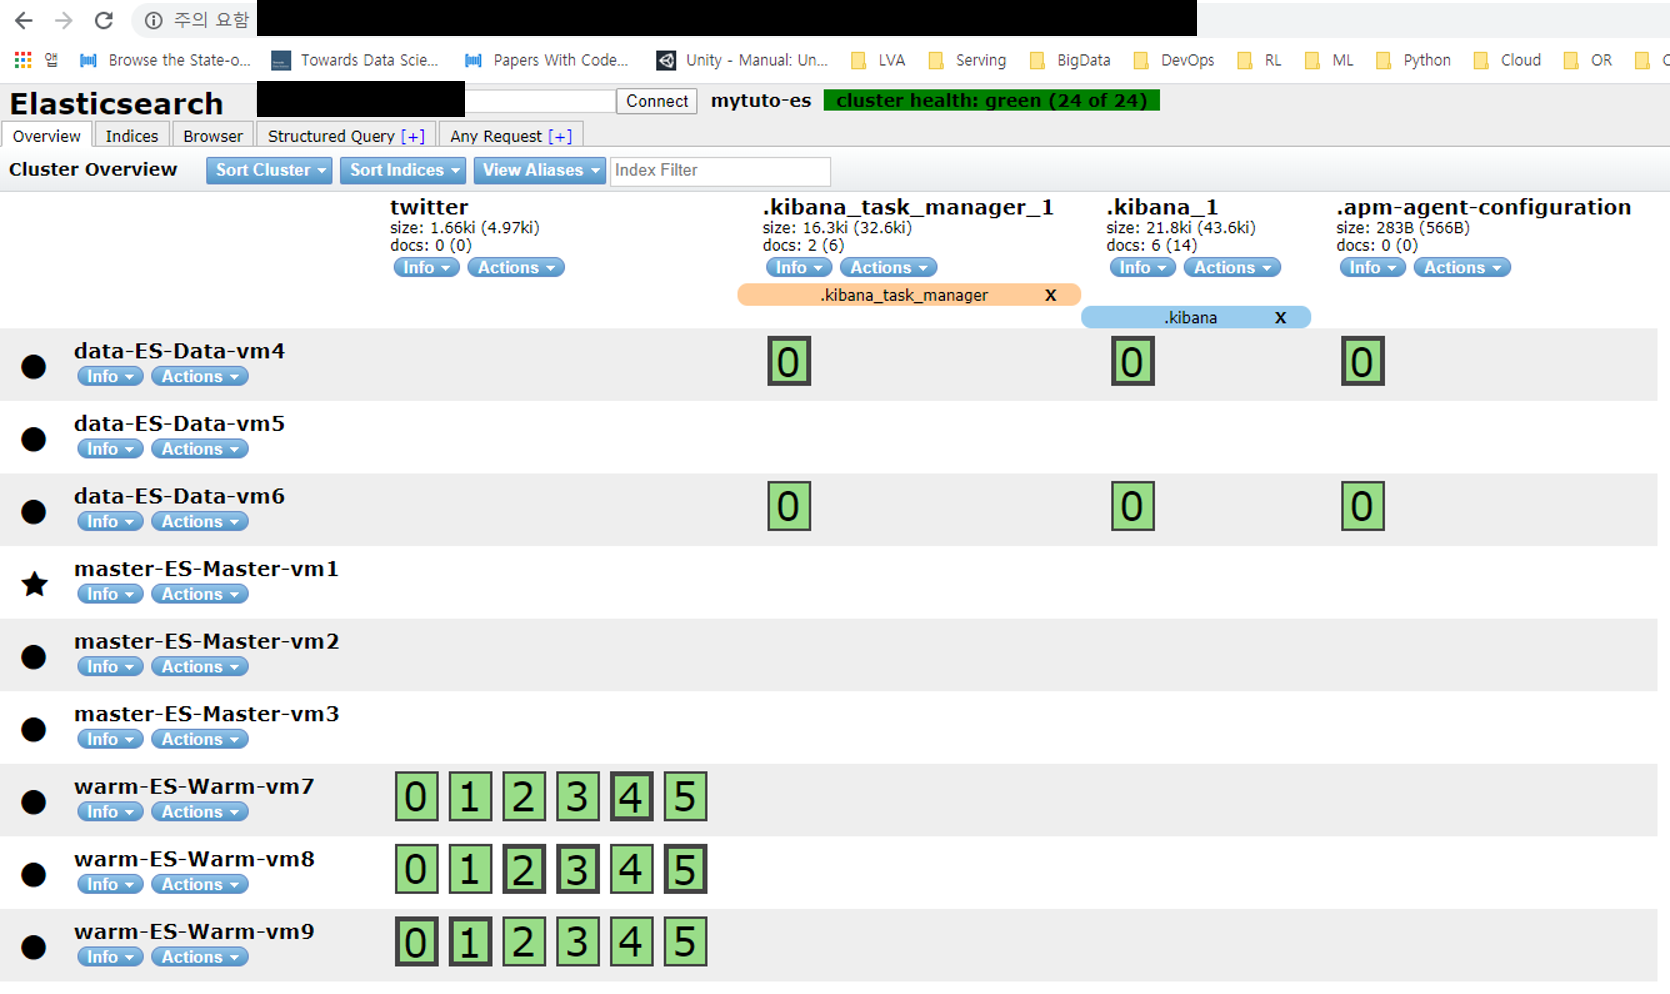 주의 요함
앱 Browse the State-o... Towards Data Scie... Papers With Code... Unity - Manual: Un... LVA Serving BigData DevOps RL ML Python Cloud OR
Elasticsearch Connect mytuto-es cluster health: green (24 of 24)
Overview Indices Browser Structured Query [+] Any Request [+]
Cluster Overview Sort Cluster Sort Indices View Aliases Index Filter
twitter .kibana_task_manager_1 .kibana_1 .apm-agent-configuration
size: 1.66ki (4.97ki) size: 16.3ki (32.6ki) size: 21.8ki (43.6ki) size: 283B (566B)
docs: 0 (0) docs: 2 (6) docs: 6 (14) docs: 0 (0)
Info Actions Info Actions Info Actions Info Actions
.kibana_task_manager X
.kibana X
data-ES-Data-vm4 0 0 0
Info Actions
data-ES-Data-vm5
Info Actions
data-ES-Data-vm6 0 0 0
Info Actions
master-ES-Master-vm1
Info Actions
master-ES-Master-vm2
Info Actions
master-ES-Master-vm3
Info Actions
warm-ES-Warm-vm7 0 1 2 3 4 5
Info Actions
warm-ES-Warm-vm8 0 1 2 3 4 5
Info Actions
warm-ES-Warm-vm9 0 1 2 3 4 5
Info Actions